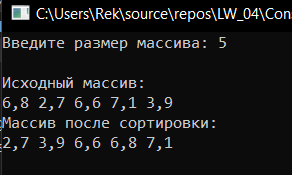 C:\Users\Rek\source\repos\LW_04\Con
Введите размер массива: 5
Исходный массив:
6,8 2,7 6,6 7,1 3,9
Массив после сортировки:
2,7 3,9 6,6 6,8 7,1